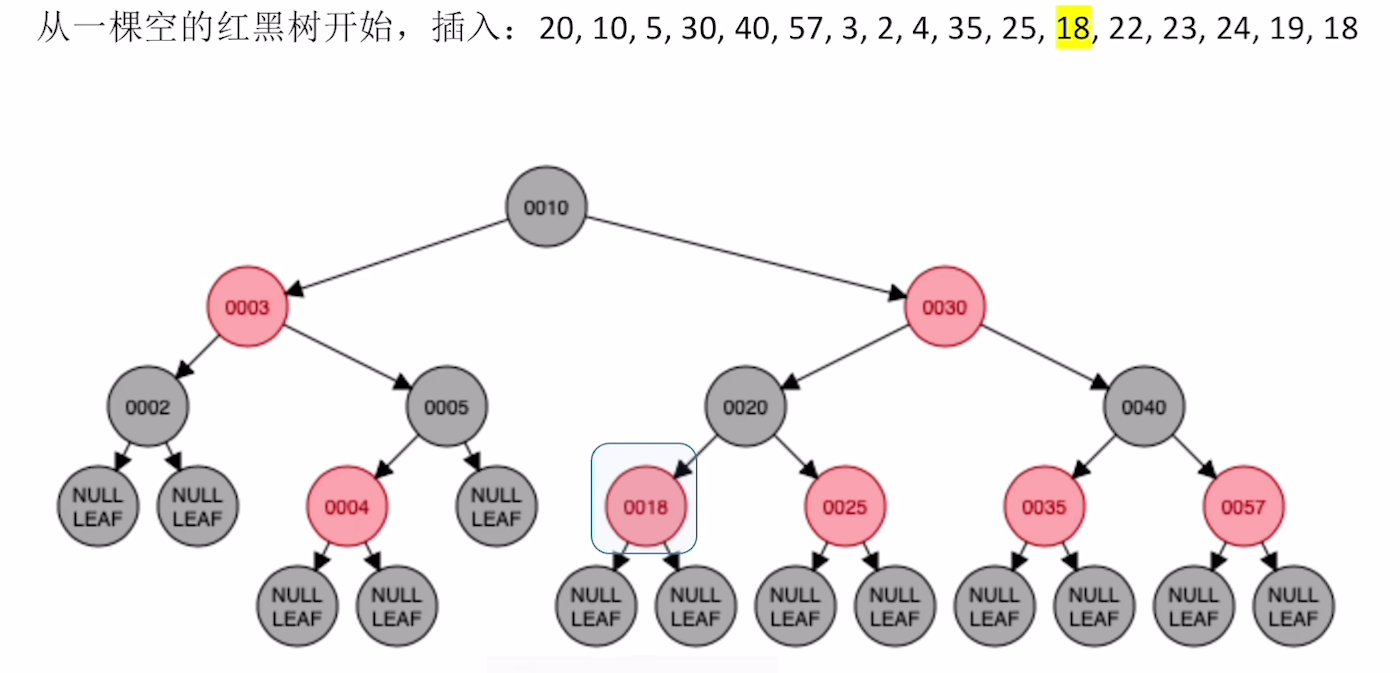 从一棵空的红黑树开始，插入：20, 10, 5, 30, 40, 57, 3, 2, 4, 35, 25, 18, 22, 23, 24, 19, 18
0010
0003
0030
0002
0005
0020
0040
NULL
LEAF
NULL
LEAF
0004
NULL
LEAF
0018
0025
0035
0057
NULL
LEAF
NULL
LEAF
NULL
LEAF
NULL
LEAF
NULL
LEAF
NULL
LEAF
NULL
LEAF
NULL
LEAF
NULL
LEAF
NULL
LEAF